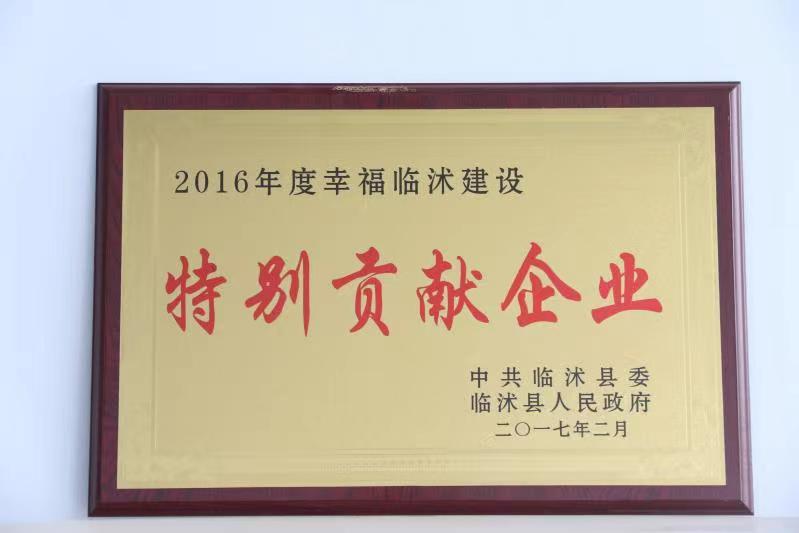 2016年度幸福临沭建设
特别贡献企业
中共临沭县委
临沭县人民政府
二〇一七年二月